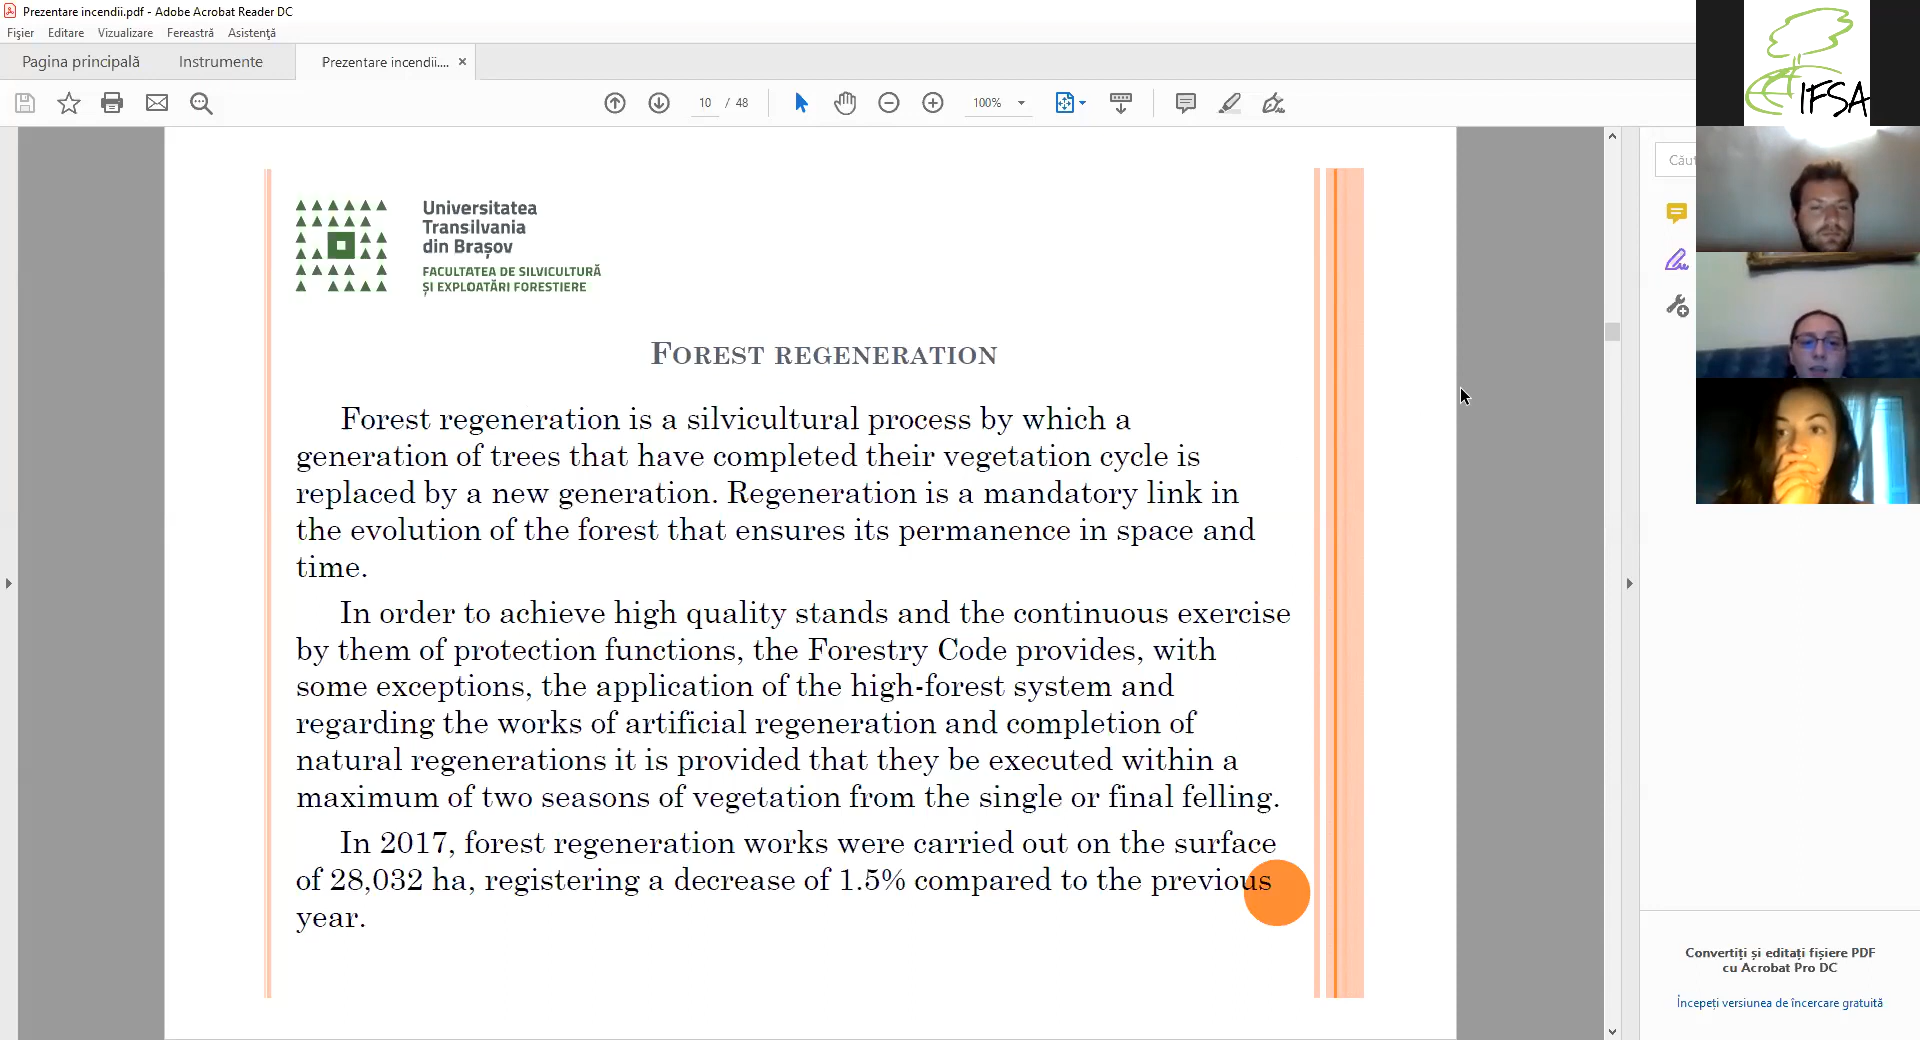 Prezentare incendii.pdf - Adobe Acrobat Reader DC
Fișier Editare Vizualizare Fereastră Asistență
Pagina principală Instrumente Prezentare incendii....
10 / 48 100%
IFSA
Universitatea
Transilvania
din Brașov
FACULTATEA DE SILVICULTURĂ
ȘI EXPLOATĂRI FORESTIERE
FOREST REGENERATION
Forest regeneration is a silvicultural process by which a
generation of trees that have completed their vegetation cycle is
replaced by a new generation. Regeneration is a mandatory link in
the evolution of the forest that ensures its permanence in space and
time.
In order to achieve high quality stands and the continuous exercise
by them of protection functions, the Forestry Code provides, with
some exceptions, the application of the high-forest system and
regarding the works of artificial regeneration and completion of
natural regenerations it is provided that they be executed within a
maximum of two seasons of vegetation from the single or final felling.
In 2017, forest regeneration works were carried out on the surface
of 28,032 ha, registering a decrease of 1.5% compared to the previous
year.
Cău
Convertiți și editați fișiere PDF
cu Acrobat Pro DC
Începeți versiunea de încercare gratuită